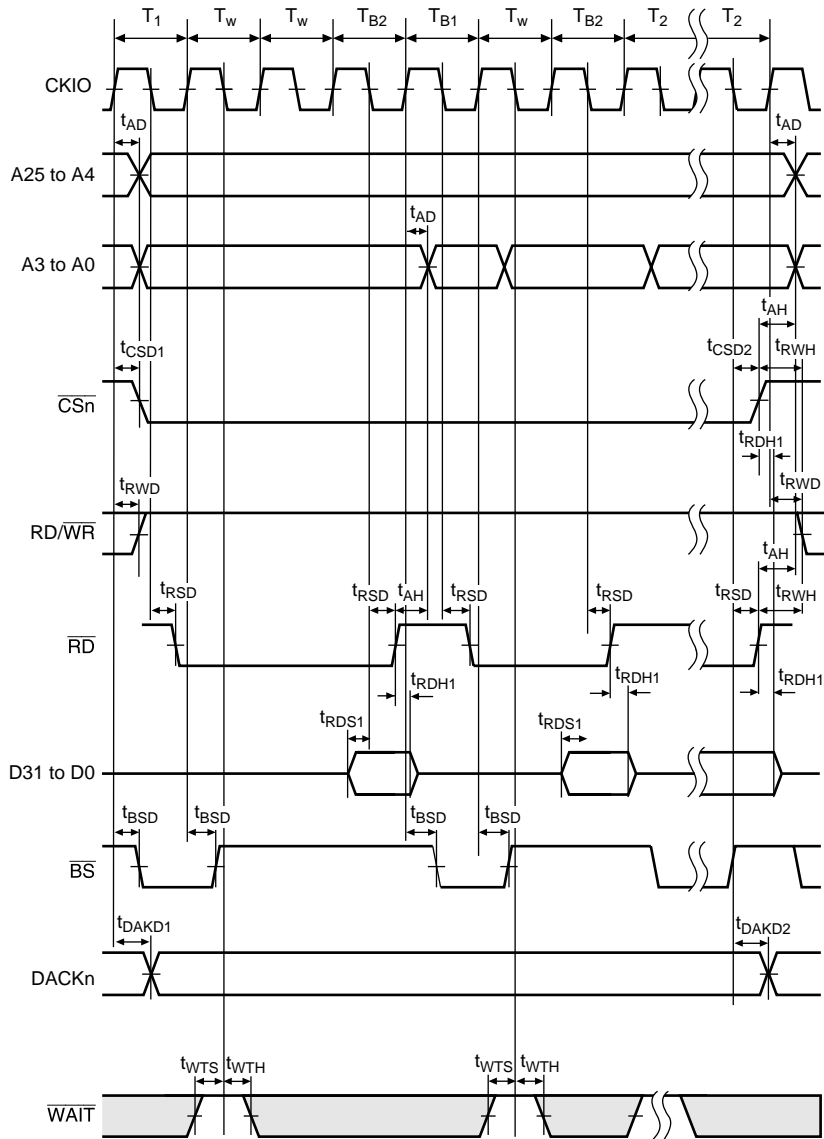 T1 Tw Tw TB2 TB1 Tw TB2 T2 T2
CKIO
tAD tAD
A25 to A4
tAD
A3 to A0
tAH
tCSD1 tCSD2 tRWH
CSn
tRDH1
tRWD tRWD
RD/WR
tAH
tRSD tRSD tAH tRSD tRSD tRSD tRWH
RD
tRDH1 tRDH1 tRDH1
tRDS1 tRDS1
D31 to D0
tBSD tBSD tBSD tBSD
BS
tDAKD1 tDAKD2
DACKn
tWTS tWTH tWTS tWTH
WAIT